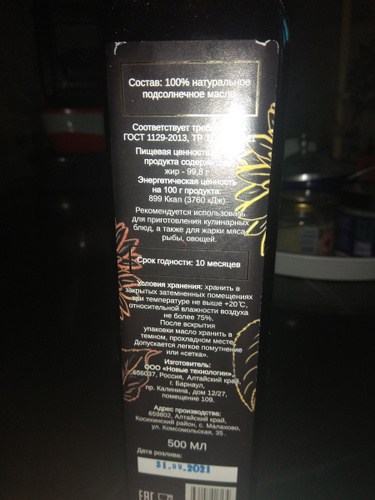 Состав: 100% натуральное
подсолнечное масло
Соответствует
ГОСТ 1129-2013, ТР
Пищевая ценность
продукта
жир - 99,8
Энергетическая ценность
на 100 г продукта:
899 Ккал (3760 кДж)
Рекомендуется использовать
для приготовления кулинарных
блюд, а также для жарки мяса
рыбы, овощей.
Срок годности: 10 месяцев
Условия хранения: хранить в
закрытых затемненных помещениях
при температуре не выше +20°С,
относительной влажности воздуха
не более 75%.
После вскрытия
упаковки масло хранить в
темном, прохладном месте.
Допускается легкое помутнение
или «сетка».
Изготовитель:
ООО «Новые технологии»
656037, Россия, Алтайский край,
г. Барнаул,
пр. Калинина, дом 12/27,
помещение 109.
Адрес производства:
659802, Алтайский край,
Косихинский район, с. Малахово,
ул. Комсомольская, 35.
500 МЛ
Дата розлива:
31.08.2021
EAC